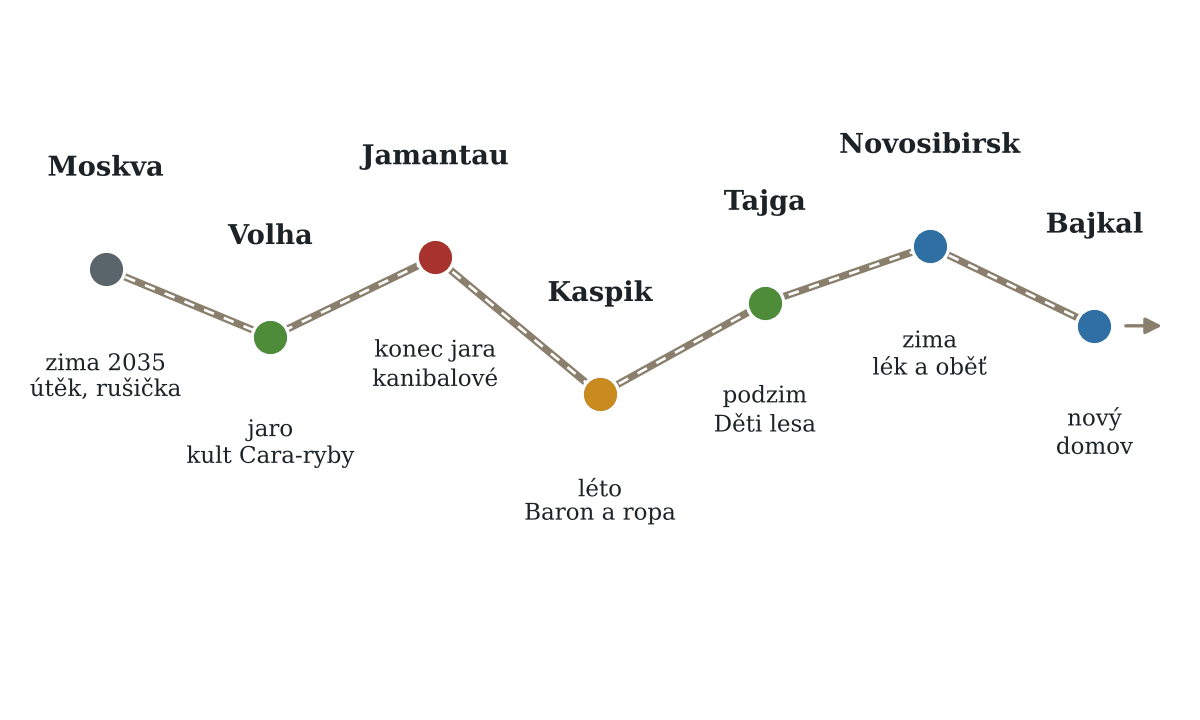 Moskva
zima 2035
útěk, rušička
Volha
jaro
kult Cara-ryby
Jamantau
konec jara
kanibalové
Kaspik
léto
Baron a ropa
Tajga
podzim
Děti lesa
Novosibirsk
zima
lék a oběť
Bajkal
nový
domov